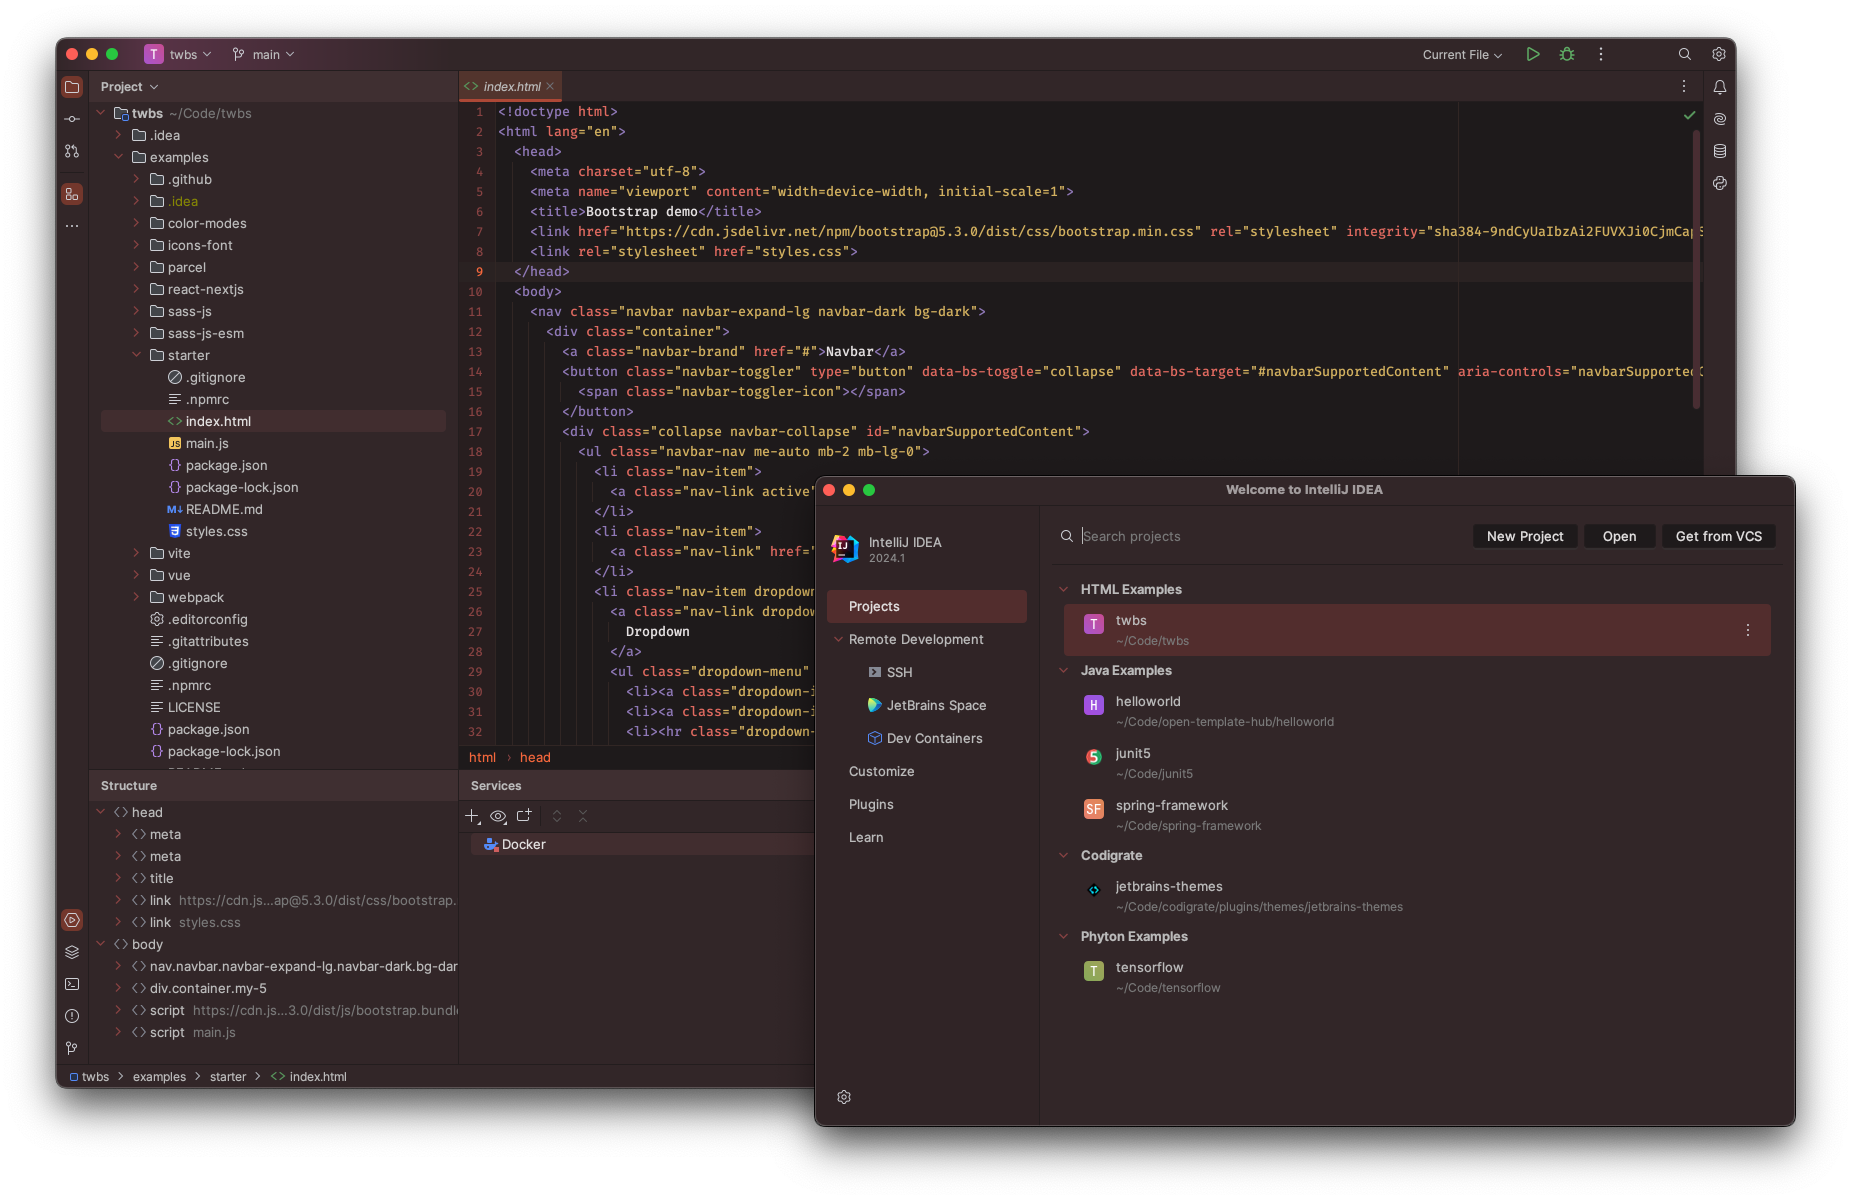 T twbs main Current File
Project
twbs ~/Code/twbs
.idea
examples
.github
.idea
color-modes
icons-font
parcel
react-nextjs
sass-js
sass-js-esm
starter
.gitignore
.npmrc
index.html
JS main.js
package.json
package-lock.json
M↓ README.md
styles.css
vite
vue
webpack
.editorconfig
.gitattributes
.gitignore
.npmrc
LICENSE
package.json
package-lock.json
index.html
1 <!doctype html>
2 <html lang="en">
3 <head>
4 <meta charset="utf-8">
5 <meta name="viewport" content="width=device-width, initial-scale=1">
6 <title>Bootstrap demo</title>
7 <link href="https://cdn.jsdelivr.net/npm/bootstrap@5.3.0/dist/css/bootstrap.min.css" rel="stylesheet" integrity="sha384-9ndCyUaIbzAi2FUVXJi0CjmCapS
8 <link rel="stylesheet" href="styles.css">
9 </head>
10 <body>
11 <nav class="navbar navbar-expand-lg navbar-dark bg-dark">
12 <div class="container">
13 <a class="navbar-brand" href="#">Navbar</a>
14 <button class="navbar-toggler" type="button" data-bs-toggle="collapse" data-bs-target="#navbarSupportedContent" aria-controls="navbarSupportedC
15 <span class="navbar-toggler-icon"></span>
16 </button>
17 <div class="collapse navbar-collapse" id="navbarSupportedContent">
18 <ul class="navbar-nav me-auto mb-2 mb-lg-0">
19 <li class="nav-item">
20 <a class="nav-link active"
21 </li>
22 <li class="nav-item">
23 <a class="nav-link" href="
24 </li>
25 <li class="nav-item dropdown
26 <a class="nav-link dropdow
27 Dropdown
28 </a>
29 <ul class="dropdown-menu"
30 <li><a class="dropdown-i
31 <li><a class="dropdown-i
32 <li><hr class="dropdown-
html › head
Structure
head
meta
meta
title
link https://cdn.js...ap@5.3.0/dist/css/bootstrap.
link styles.css
body
nav.navbar.navbar-expand-lg.navbar-dark.bg-dar
div.container.my-5
script https://cdn.js...3.0/dist/js/bootstrap.bundle
script main.js
Services
Docker
twbs > examples > starter > index.html
Welcome to IntelliJ IDEA
IJ
IntelliJ IDEA
2024.1
Projects
Remote Development
SSH
JetBrains Space
Dev Containers
Customize
Plugins
Learn
Search projects New Project Open Get from VCS
HTML Examples
T twbs
~/Code/twbs
Java Examples
H helloworld
~/Code/open-template-hub/helloworld
5 junit5
~/Code/junit5
SF spring-framework
~/Code/spring-framework
Codigrate
jetbrains-themes
~/Code/codigrate/plugins/themes/jetbrains-themes
Phyton Examples
T tensorflow
~/Code/tensorflow